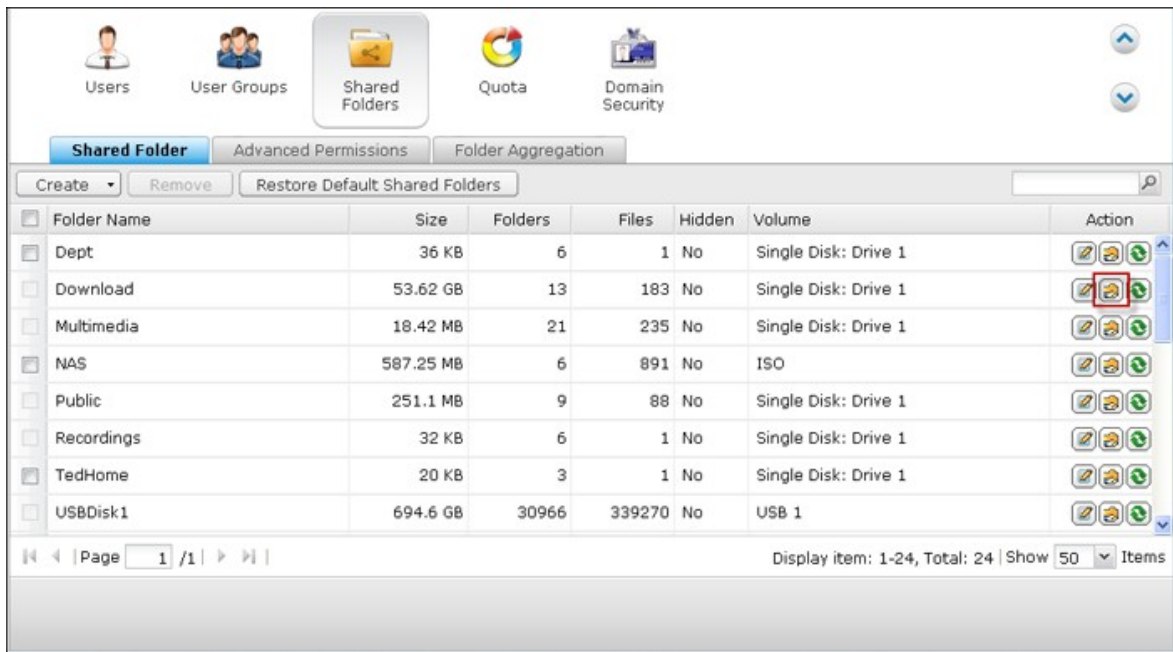 Users
User Groups
Shared
Folders
Quota
Domain
Security
Shared Folder
Advanced Permissions
Folder Aggregation
Create
Remove
Restore Default Shared Folders
Folder Name Size Folders Files Hidden Volume Action
Dept 36 KB 6 1 No Single Disk: Drive 1
Download 53.62 GB 13 183 No Single Disk: Drive 1
Multimedia 18.42 MB 21 235 No Single Disk: Drive 1
NAS 587.25 MB 6 891 No ISO
Public 251.1 MB 9 88 No Single Disk: Drive 1
Recordings 32 KB 6 1 No Single Disk: Drive 1
TedHome 20 KB 3 1 No Single Disk: Drive 1
USBDisk1 694.6 GB 30966 339270 No USB 1
Page 1 /1 Display item: 1-24, Total: 24 Show 50 Items